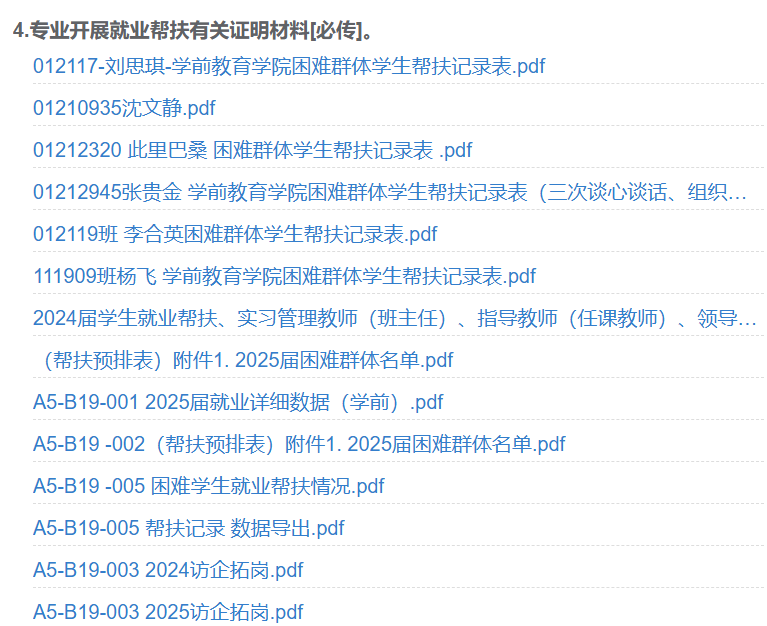 4.专业开展就业帮扶有关证明材料[必传]。
012117-刘思琪-学前教育学院困难群体学生帮扶记录表.pdf
01210935沈文静.pdf
01212320 此里巴桑 困难群体学生帮扶记录表 .pdf
01212945张贵金 学前教育学院困难群体学生帮扶记录表（三次谈心谈话、组织…
012119班 李合英困难群体学生帮扶记录表.pdf
111909班杨飞 学前教育学院困难群体学生帮扶记录表.pdf
2024届学生就业帮扶、实习管理教师（班主任）、指导教师（任课教师）、领导…
（帮扶预排表）附件1. 2025届困难群体名单.pdf
A5-B19-001 2025届就业详细数据（学前）.pdf
A5-B19 -002（帮扶预排表）附件1. 2025届困难群体名单.pdf
A5-B19 -005 困难学生就业帮扶情况.pdf
A5-B19-005 帮扶记录 数据导出.pdf
A5-B19-003 2024访企拓岗.pdf
A5-B19-003 2025访企拓岗.pdf